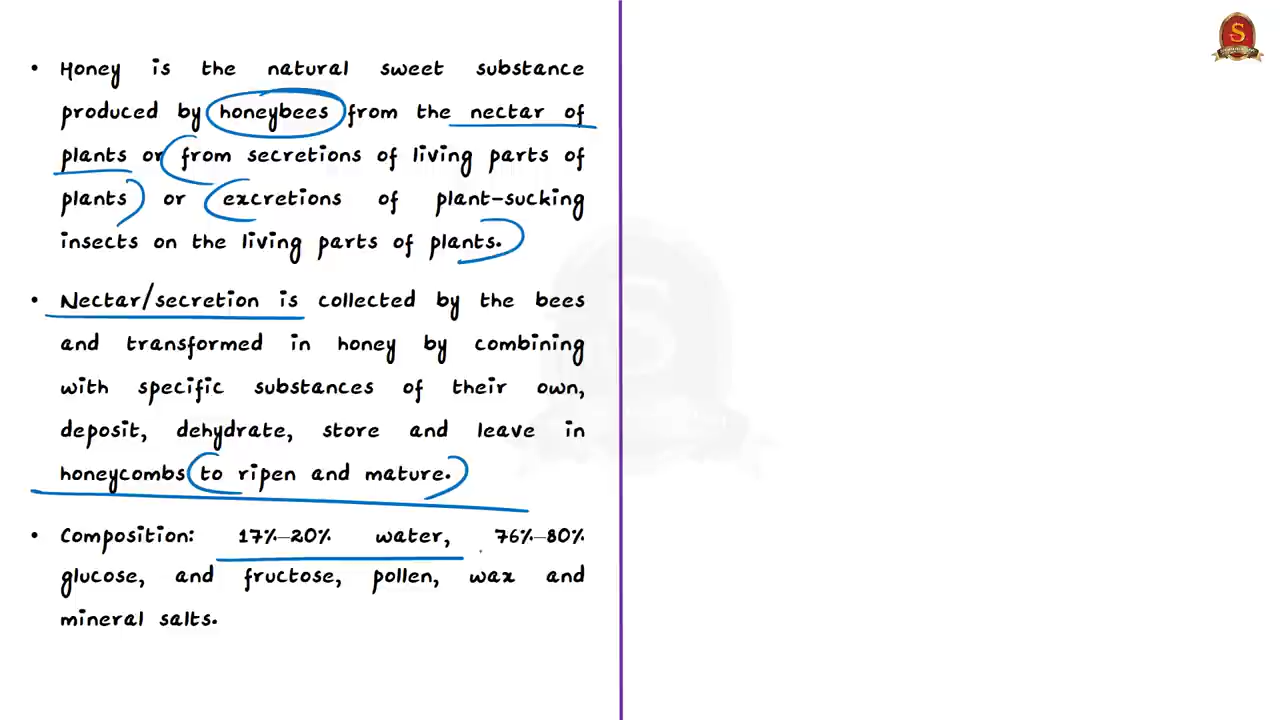 • Honey is the natural sweet substance
produced by honeybees from the nectar of
plants or from secretions of living parts of
plants or excretions of plant-sucking
insects on the living parts of plants.
• Nectar/secretion is collected by the bees
and transformed in honey by combining
with specific substances of their own,
deposit, dehydrate, store and leave in
honeycombs to ripen and mature.
• Composition: 17%–20% water, 76%–80%
glucose, and fructose, pollen, wax and
mineral salts.
S
S